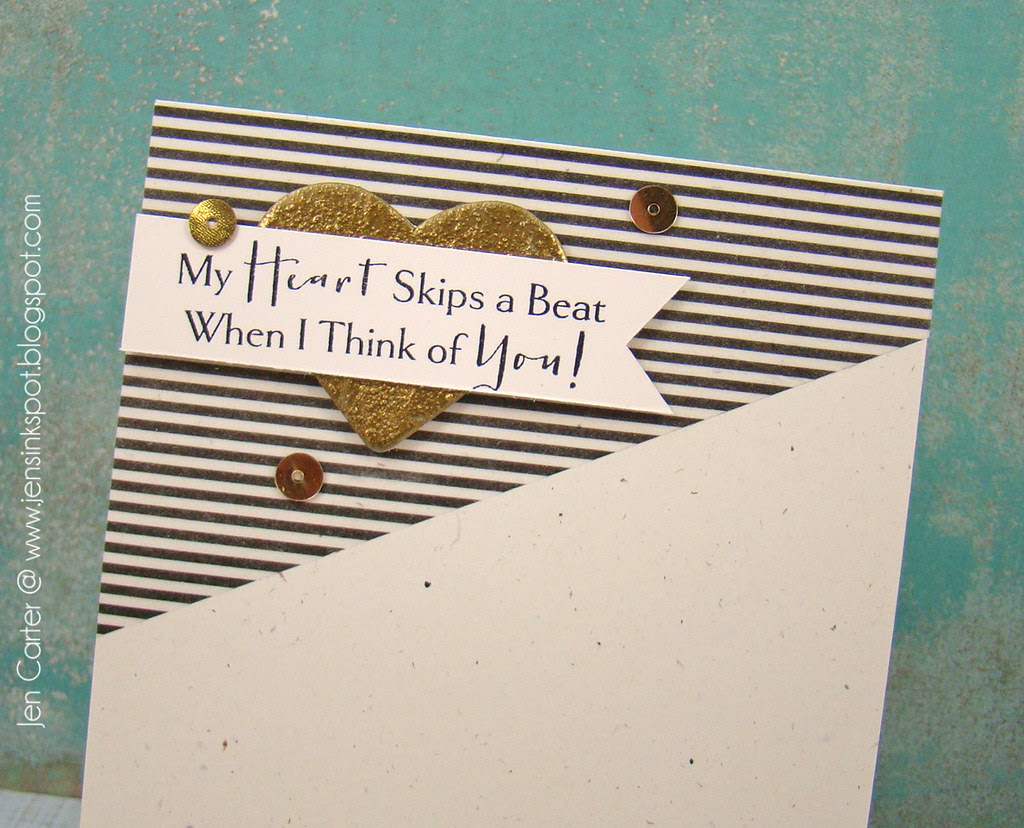 My Heart Skips a Beat
When I Think of You!
Jen Carter @ www.jensinkspot.blogspot.com